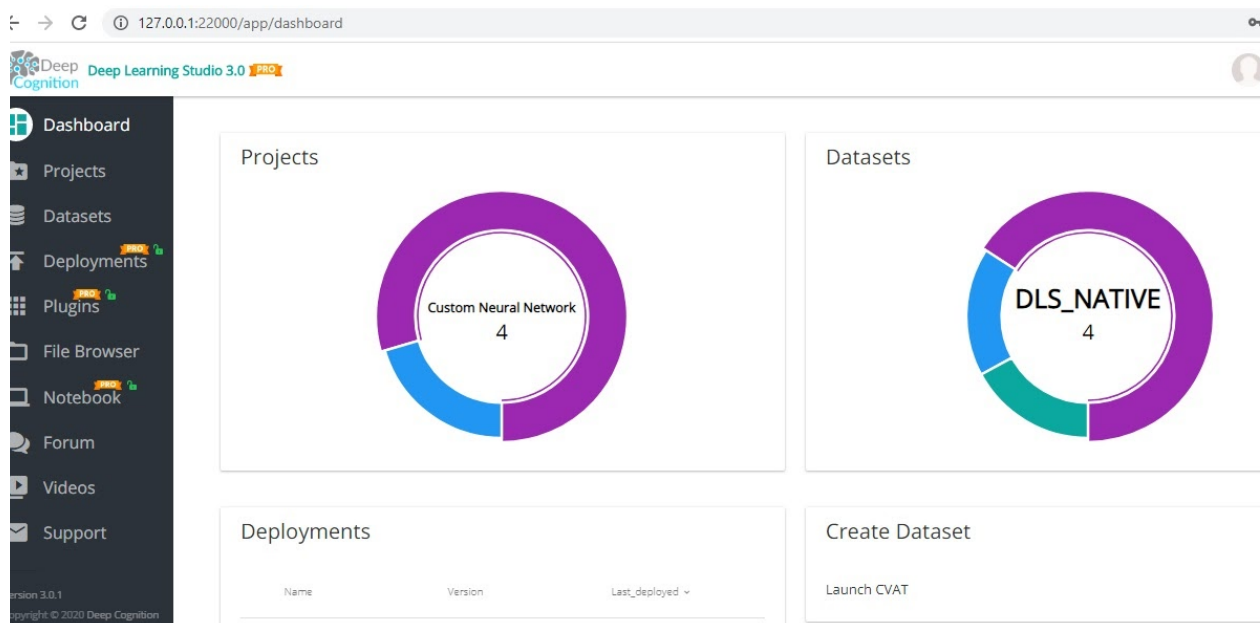 127.0.0.1:22000/app/dashboard
Deep Cognition
Deep Learning Studio 3.0 PRO
Dashboard
Projects
Datasets
Deployments PRO
Plugins PRO
File Browser
Notebook PRO
Forum
Videos
Support
ersion 3.0.1
opyright © 2020 Deep Cognition
Projects
Custom Neural Network
4
Datasets
DLS_NATIVE
4
Deployments
Name Version Last_deployed
Create Dataset
Launch CVAT